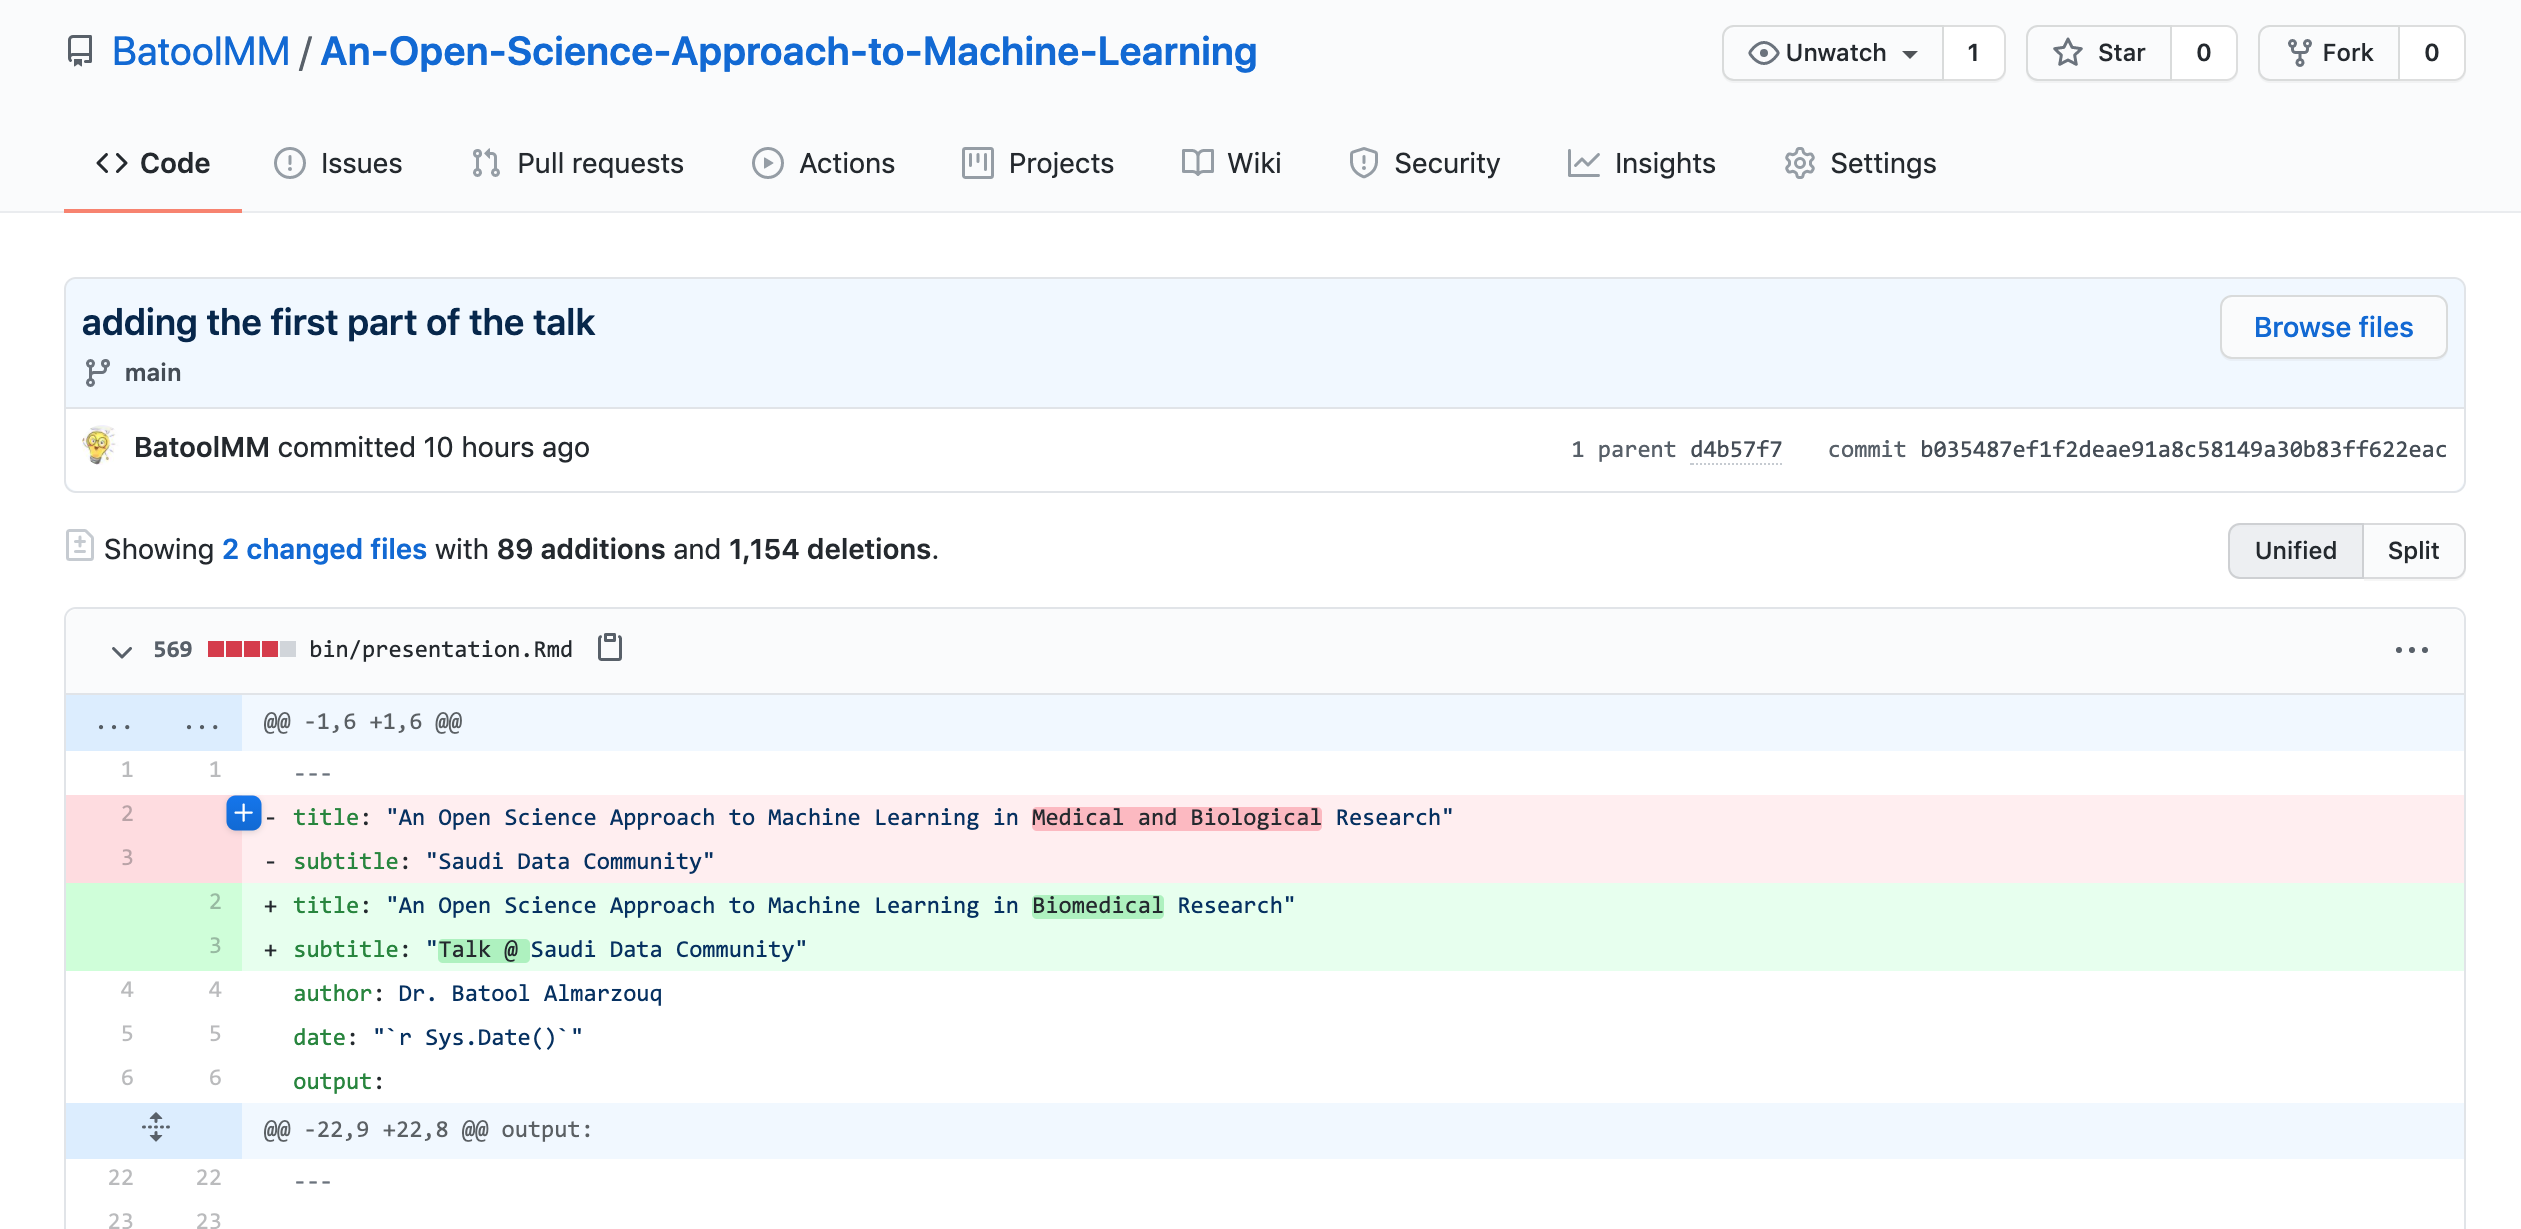 BatoolMM / An-Open-Science-Approach-to-Machine-Learning
Unwatch 1 Star 0 Fork 0
Code Issues Pull requests Actions Projects Wiki Security Insights Settings
adding the first part of the talk
Browse files
main
BatoolMM committed 10 hours ago
1 parent d4b57f7 commit b035487ef1f2deae91a8c58149a30b83ff622eac
Showing 2 changed files with 89 additions and 1,154 deletions.
Unified Split
569 bin/presentation.Rmd ...
... ... @@ -1,6 +1,6 @@
1 1 ---
2 + - title: "An Open Science Approach to Machine Learning in Medical and Biological Research"
3 - subtitle: "Saudi Data Community"
2 + title: "An Open Science Approach to Machine Learning in Biomedical Research"
3 + subtitle: "Talk @ Saudi Data Community"
4 4 author: Dr. Batool Almarzouq
5 5 date: "`r Sys.Date()`"
6 6 output:
@@ -22,9 +22,8 @@ output:
22 22 ---
23 23